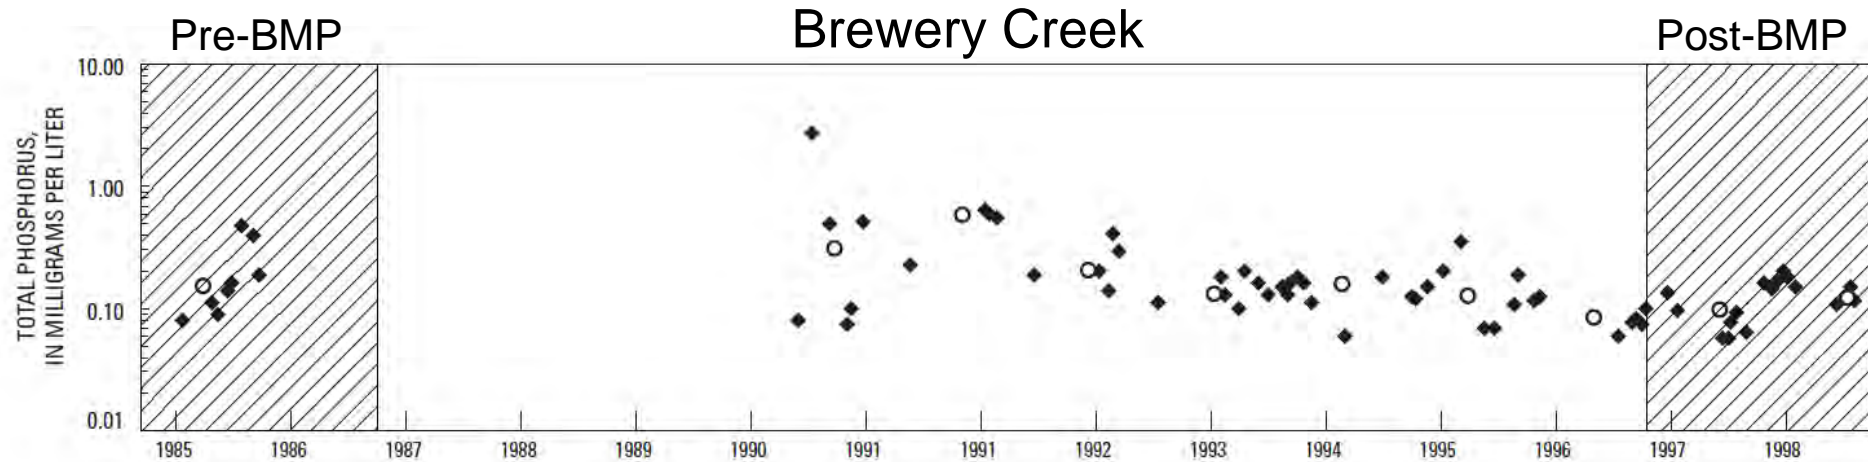 Brewery Creek
Pre-BMP
Post-BMP
TOTAL PHOSPHORUS,
IN MILLIGRAMS PER LITER
10.00
1.00
0.10
0.01
1985 1986 1987 1988 1989 1990 1991 1991 1992 1993 1994 1995 1996 1997 1998